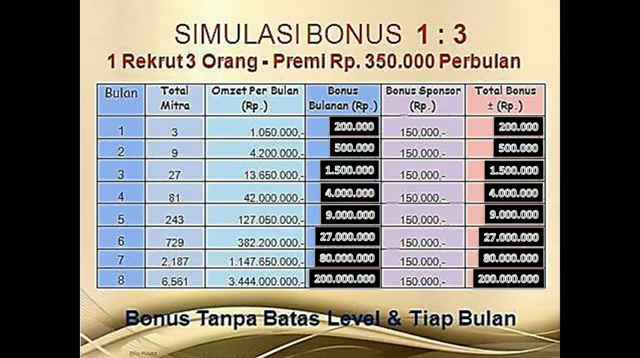 SIMULASI BONUS 1 : 3
1 Rekrut 3 Orang - Premi Rp. 350.000 Perbulan
Bulan Total Mitra Omzet Per Bulan (Rp.) Bonus Bulanan (Rp.) Bonus Sponsor (Rp.) Total Bonus ± (Rp.)
1 3 1.050.000,- 200.000 150,000,- 200.000
2 9 4.200.000,- 500.000 150.000,- 500.000
3 27 13.650.000,- 1.500.000 150.000,- 1.500.000
4 81 42.000.000,- 4.000.000 150.000,- 4.000.000
5 243 127.050.000,- 9.000.000 150.000,- 9.000.000
6 729 382.200.000,- 27.000.000 150.000,- 27.000.000
7 2,187 1.147.650.000,- 80.000.000 150.000,- 80.000.000
8 6,561 3.444.000.000,- 200.000.000 150.000,- 200.000.000
Bonus Tanpa Batas Level & Tiap Bulan